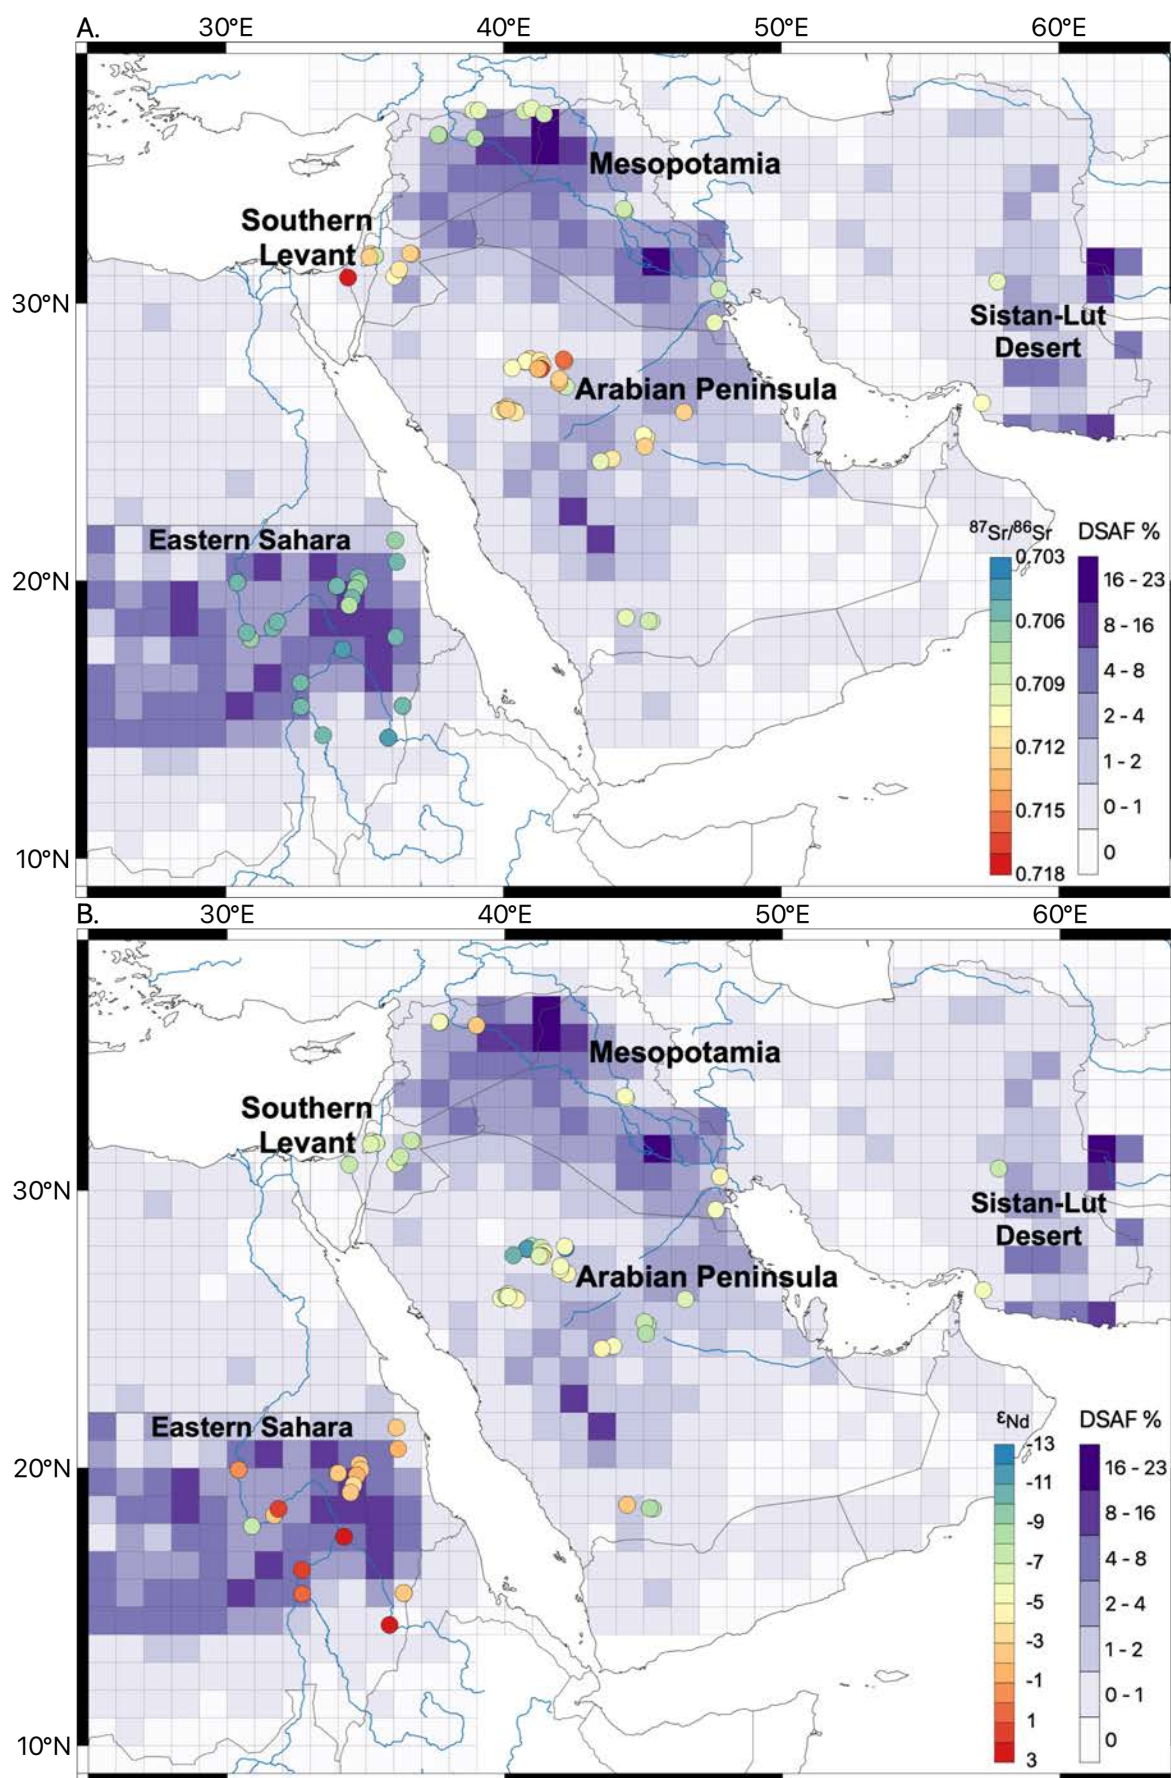 A.
30°E 40°E 50°E 60°E
Mesopotamia
Southern
Levant
30°N
Sistan-Lut
Desert
Arabian Peninsula
⁸⁷Sr/⁸⁶Sr DSAF %
Eastern Sahara
0.703
16 - 23
20°N
0.706
8 - 16
4 - 8
0.709
2 - 4
0.712
1 - 2
0.715
0 - 1
10°N
0
0.718
B.
30°E 40°E 50°E 60°E
Mesopotamia
Southern
Levant
30°N
Sistan-Lut
Desert
Arabian Peninsula
εNd DSAF %
Eastern Sahara
-13
20°N
16 - 23
-11
8 - 16
-9
4 - 8
-7
2 - 4
-5
-3
1 - 2
-1
0 - 1
1
10°N
0
3